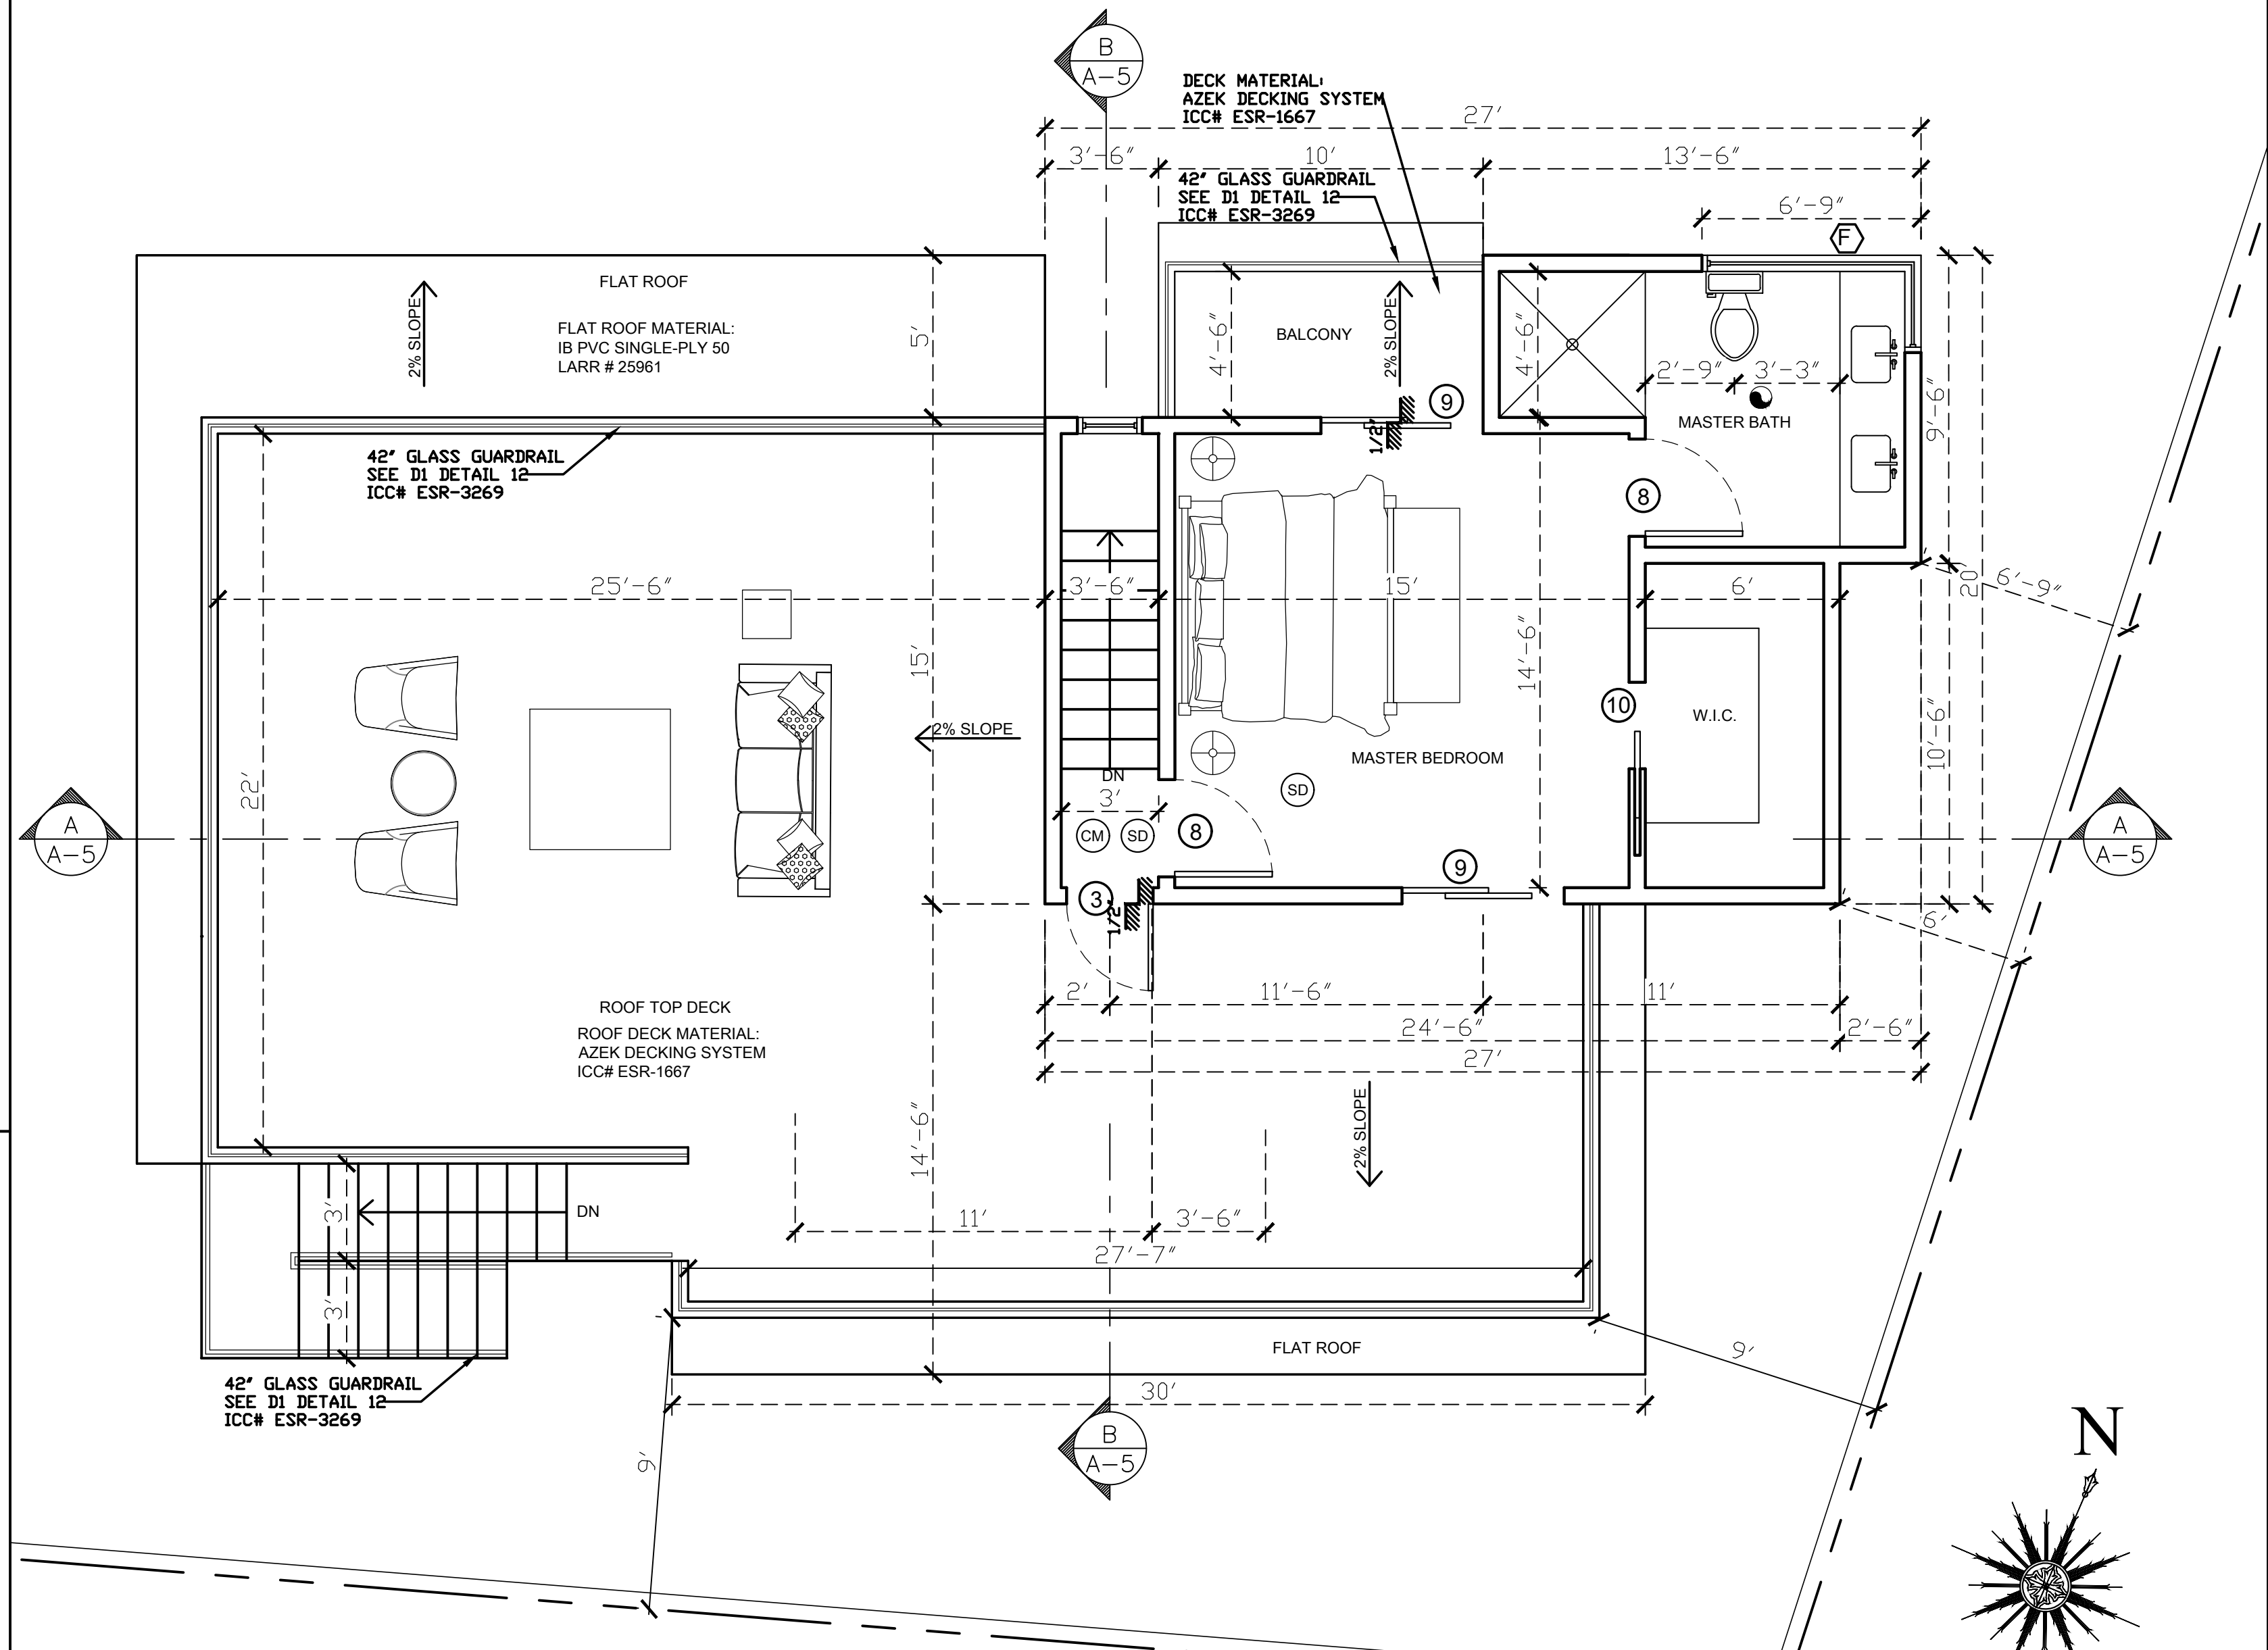 B
A-5
DECK MATERIAL:
AZEK DECKING SYSTEM
ICC# ESR-1667
27'
3'-6"
10'
13'-6"
42" GLASS GUARDRAIL
SEE D1 DETAIL 12
ICC# ESR-3269
6'-9"
F
FLAT ROOF
2% SLOPE
FLAT ROOF MATERIAL:
IB PVC SINGLE-PLY 50
LARR # 25961
5'
4'-6"
BALCONY
2% SLOPE
4'-6"
2'-9"
3'-3"
9
MASTER BATH
9'-6"
1/2"
42" GLASS GUARDRAIL
SEE D1 DETAIL 12
ICC# ESR-3269
8
25'-6"
3'-6"
15'
6'
20'
6'-9"
15'
14'-6"
10
W.I.C.
10'-6"
2% SLOPE
MASTER BEDROOM
22'
DN
SD
3'
A
A-5
CM
SD
8
A
A-5
9
3
1/2"
6'
2'
11'-6"
11'
ROOF TOP DECK
ROOF DECK MATERIAL:
AZEK DECKING SYSTEM
ICC# ESR-1667
24'-6"
2'-6"
27'
14'-6"
2% SLOPE
3'
DN
11'
3'-6"
27'-7"
3'
FLAT ROOF
9'
42" GLASS GUARDRAIL
SEE D1 DETAIL 12
ICC# ESR-3269
30'
B
A-5
9'
N